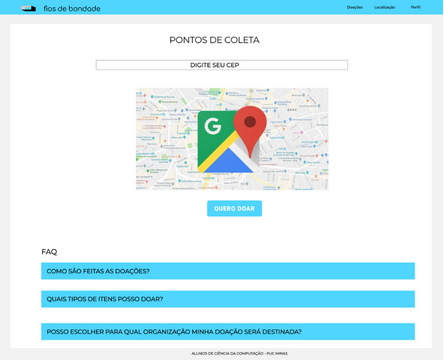 fios de bondade
Doações
Localização
Perfil
PONTOS DE COLETA
DIGITE SEU CEP
G
QUERO DOAR
FAQ
COMO SÃO FEITAS AS DOAÇÕES?
QUAIS TIPOS DE ITENS POSSO DOAR?
POSSO ESCOLHER PARA QUAL ORGANIZAÇÃO MINHA DOAÇÃO SERÁ DESTINADA?
ALUNOS DE CIÊNCIA DA COMPUTAÇÃO - PUC MINAS